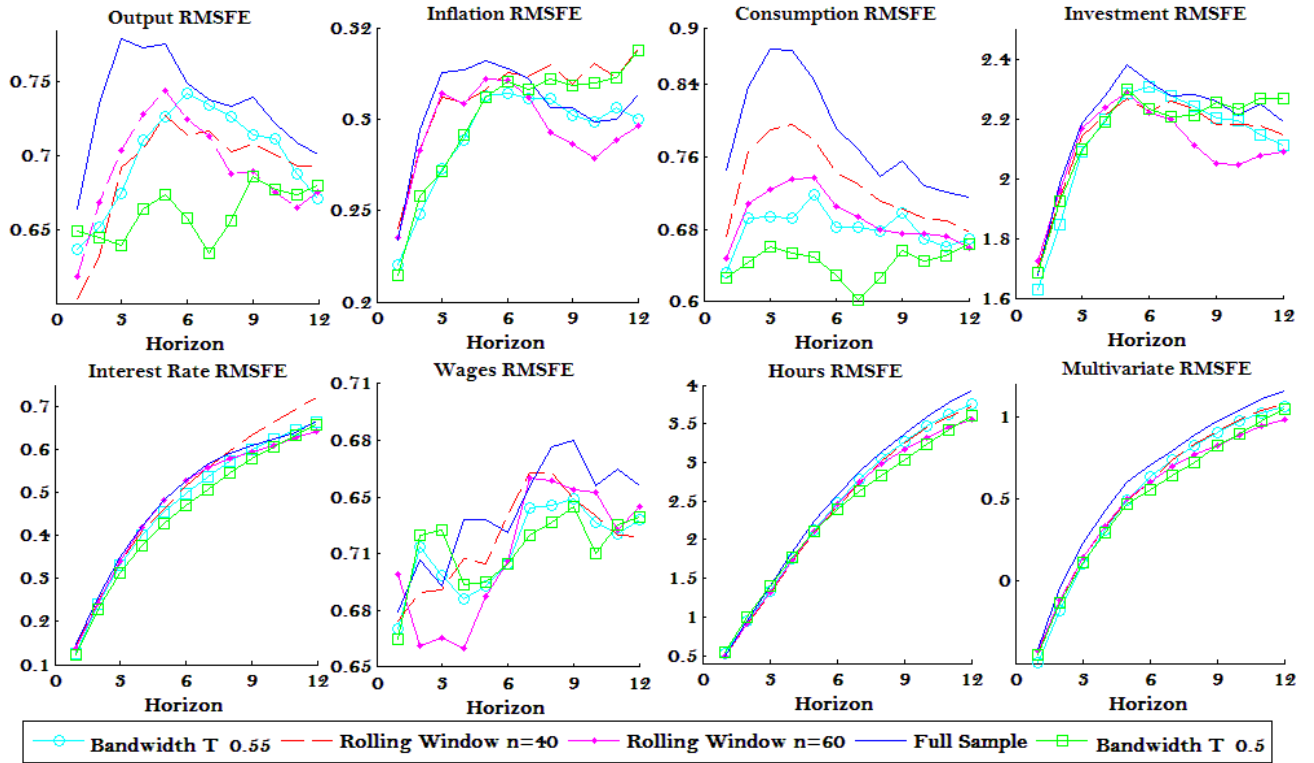 Output RMSFE
0.75
0.7
0.65
0 3 6 9 12
Horizon
Inflation RMSFE
0.3
0.25
0.2
0 3 6 9 12
Horizon
Consumption RMSFE
0.9
0.84
0.76
0.68
0.6
0 3 6 9 12
Horizon
Investment RMSFE
2.4
2.2
2
1.8
1.6
0 3 6 9 12
Horizon
Interest Rate RMSFE
0.7
0.6
0.5
0.4
0.3
0.2
0.1
0 3 6 9 12
Horizon
Wages RMSFE
0.71
0.68
0.65
0.71
0.68
0.65
0 3 6 9 12
Horizon
Hours RMSFE
4
3.5
3
2.5
2
1.5
1
0.5
0 3 6 9 12
Horizon
Multivariate RMSFE
1
0.5
0
0 3 6 9 12
Horizon
Bandwidth T 0.55 Rolling Window n=40 Rolling Window n=60 Full Sample Bandwidth T 0.5